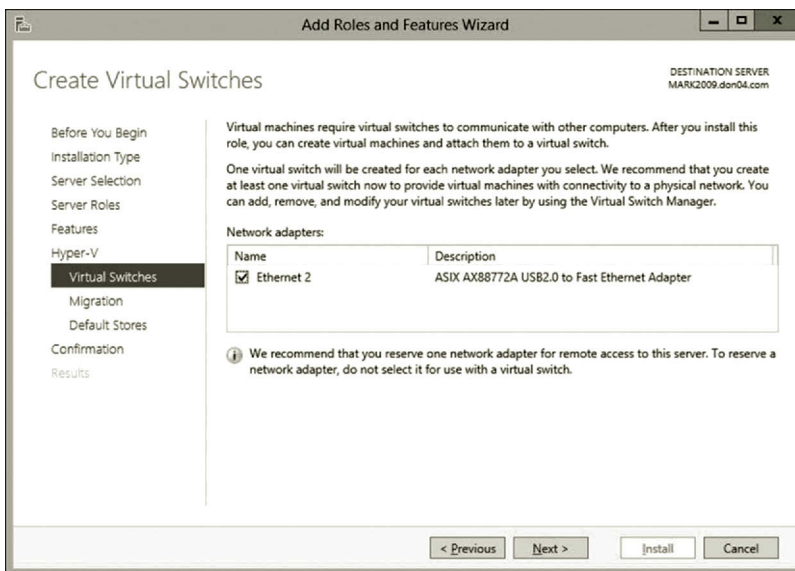 Add Roles and Features Wizard
Create Virtual Switches
DESTINATION SERVER
MARK2009.don04.com
Before You Begin
Installation Type
Server Selection
Server Roles
Features
Hyper-V
Virtual Switches
Migration
Default Stores
Confirmation
Results
Virtual machines require virtual switches to communicate with other computers. After you install this
role, you can create virtual machines and attach them to a virtual switch.
One virtual switch will be created for each network adapter you select. We recommend that you create
at least one virtual switch now to provide virtual machines with connectivity to a physical network. You
can add, remove, and modify your virtual switches later by using the Virtual Switch Manager.
Network adapters:
Name Description
Ethernet 2 ASIX AX88772A USB2.0 to Fast Ethernet Adapter
We recommend that you reserve one network adapter for remote access to this server. To reserve a
network adapter, do not select it for use with a virtual switch.
< Previous Next > Install Cancel